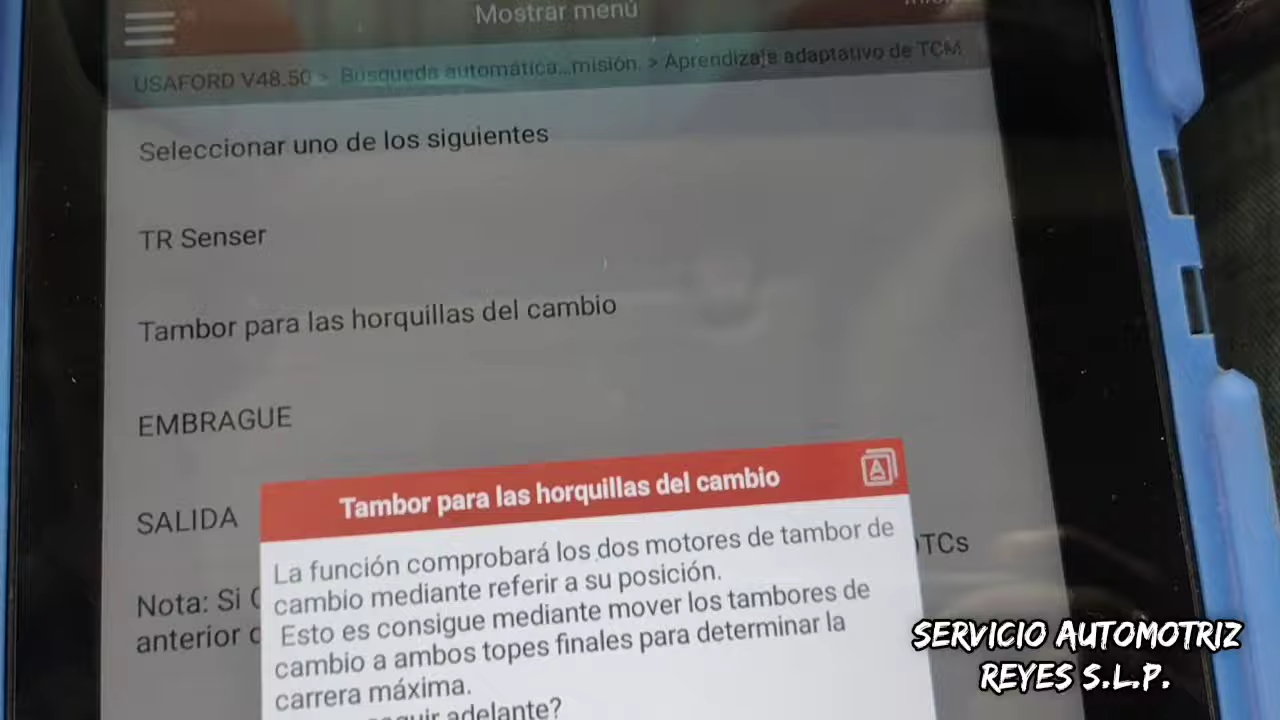 Mostrar menú
USAFORD V48.50 > Búsqueda automática...misión. > Aprendizaje adaptativo de TCM
Seleccionar uno de los siguientes
TR Senser
Tambor para las horquillas del cambio
EMBRAGUE
SALIDA
Nota: Si
DTCs
anterior
Tambor para las horquillas del cambio
La función comprobará los dos motores de tambor de
cambio mediante referir a su posición.
Esto es consigue mediante mover los tambores de
cambio a ambos topes finales para determinar la
carrera máxima.
adelante?
SERVICIO AUTOMOTRIZ
REYES S.L.P.